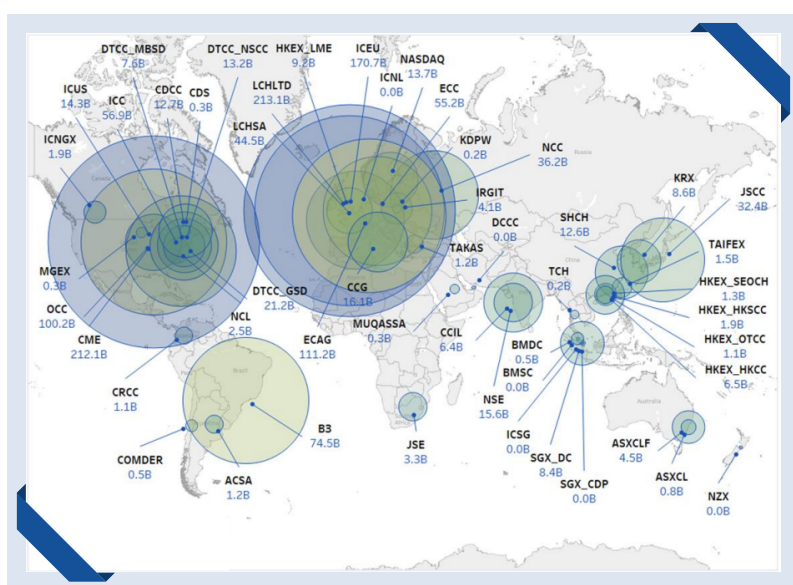 DTCC_MBSD
7.6B
DTCC_NSCC
13.2B
HKEX_LME
9.2B
ICEU
170.7B
NASDAQ
13.7B
ICUS
14.3B
ICC
56.9B
CDCC
12.7B
CDS
0.3B
LCHLTD
213.1B
ICNL
0.0B
ECC
55.2B
LCHSA
44.5B
ICNGX
1.9B
KDPW
0.2B
NCC
36.2B
IRGIT
4.1B
KRX
8.6B
JSCC
32.4B
SHCH
12.6B
DCCC
0.0B
TAKAS
1.2B
TAIFEX
1.5B
MGEX
0.3B
OCC
100.2B
CME
212.1B
NCL
2.5B
DTCC_GSD
21.2B
CCG
16.1B
ECAG
111.2B
MUQASSA
0.3B
CCIL
6.4B
TCH
0.2B
HKEX_SEOCH
1.3B
HKEX_HKSCC
1.9B
HKEX_OTCC
1.1B
HKEX_HKCC
6.5B
BMDC
0.5B
BMSC
0.0B
NSE
15.6B
CRCC
1.1B
B3
74.5B
JSE
3.3B
ICSG
0.0B
SGX_DC
8.4B
SGX_CDP
0.0B
ASXCLF
4.5B
ASXCL
0.8B
NZX
0.0B
COMDER
0.5B
ACSA
1.2B
Canada
Russia
China
Brazil
Australia